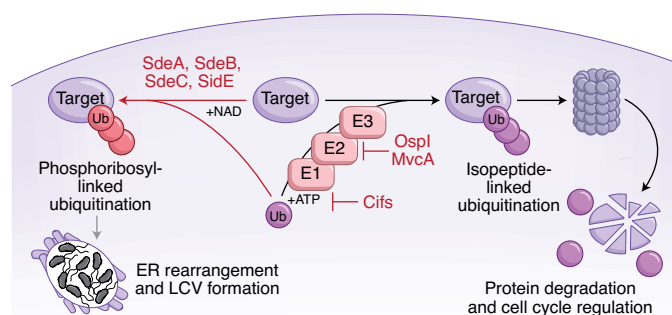 SdeA, SdeB,
SdeC, SidE
Target
+NAD
Target
Target
Ub
E3
E2
E1
OspI
MvcA
Ub
Ub
+ATP
Cifs
Phosphoribosyl-
linked
ubiquitination
Isopeptide-
linked
ubiquitination
ER rearrangement
and LCV formation
Protein degradation
and cell cycle regulation